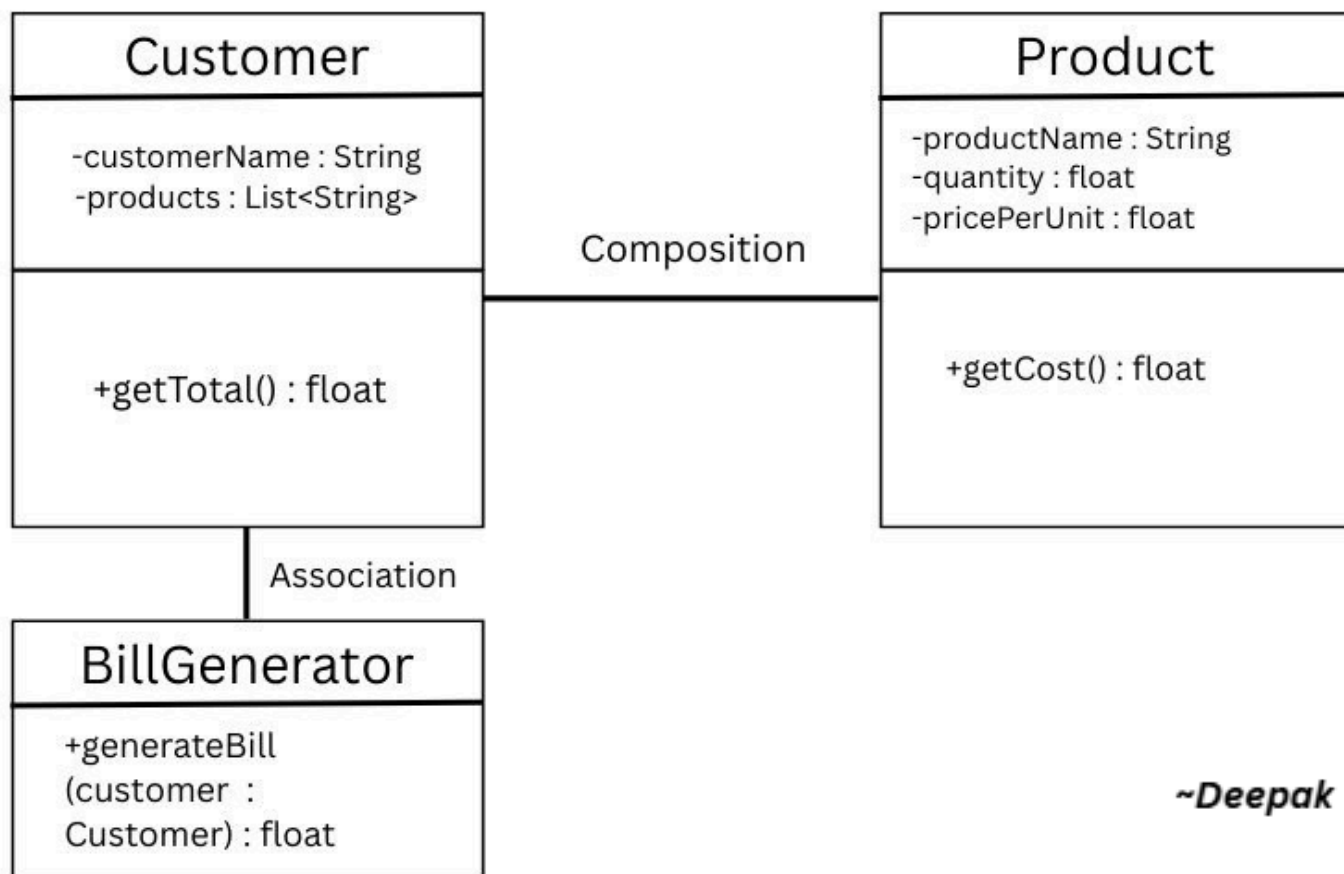 Customer
-customerName : String
-products : List<String>
+getTotal() : float
Composition
Product
-productName : String
-quantity : float
-pricePerUnit : float
+getCost() : float
Association
BillGenerator
+generateBill
(customer :
Customer) : float
~Deepak